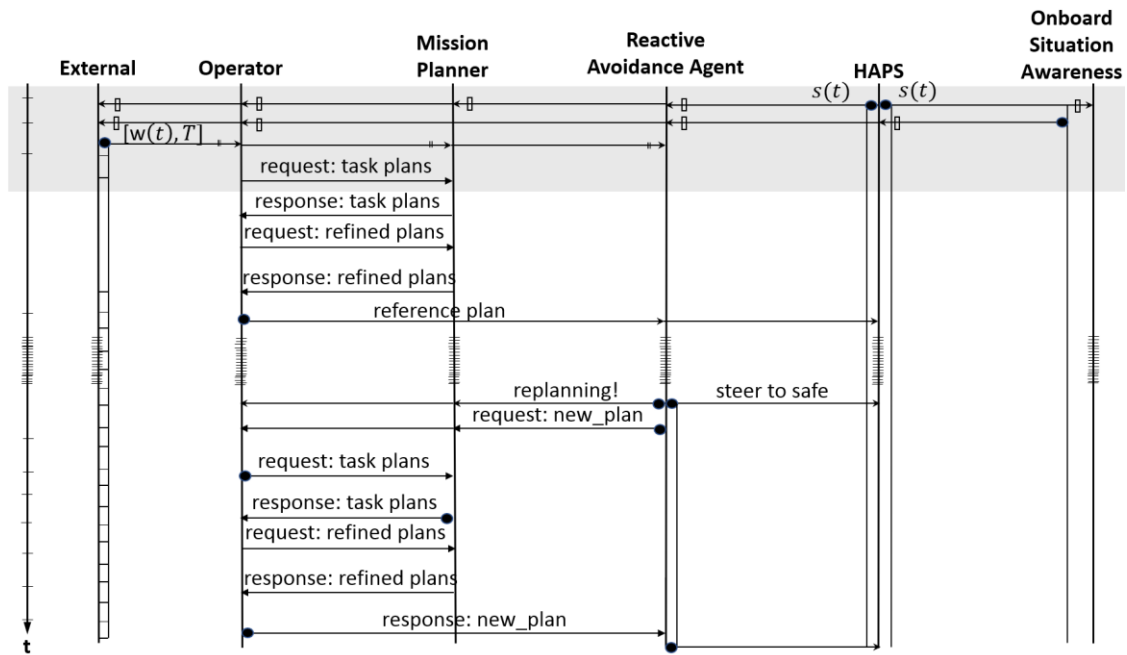 External
Operator
Mission
Planner
Reactive
Avoidance Agent
HAPS
Onboard
Situation
Awareness
s(t)
s(t)
[w(t), T]
request: task plans
response: task plans
request: refined plans
response: refined plans
reference plan
replanning!
steer to safe
request: new_plan
request: task plans
response: task plans
request: refined plans
response: refined plans
response: new_plan
t